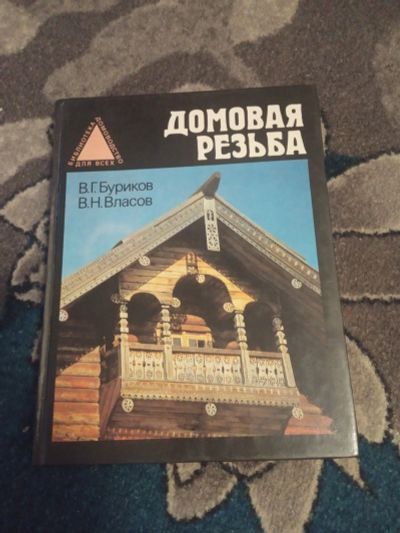 БИБЛИОТЕКА
ДОМОВОДСТВО
ДЛЯ ВСЕХ
ДОМОВАЯ
РЕЗЬБА
В.Г.Буриков
В.Н.Власов